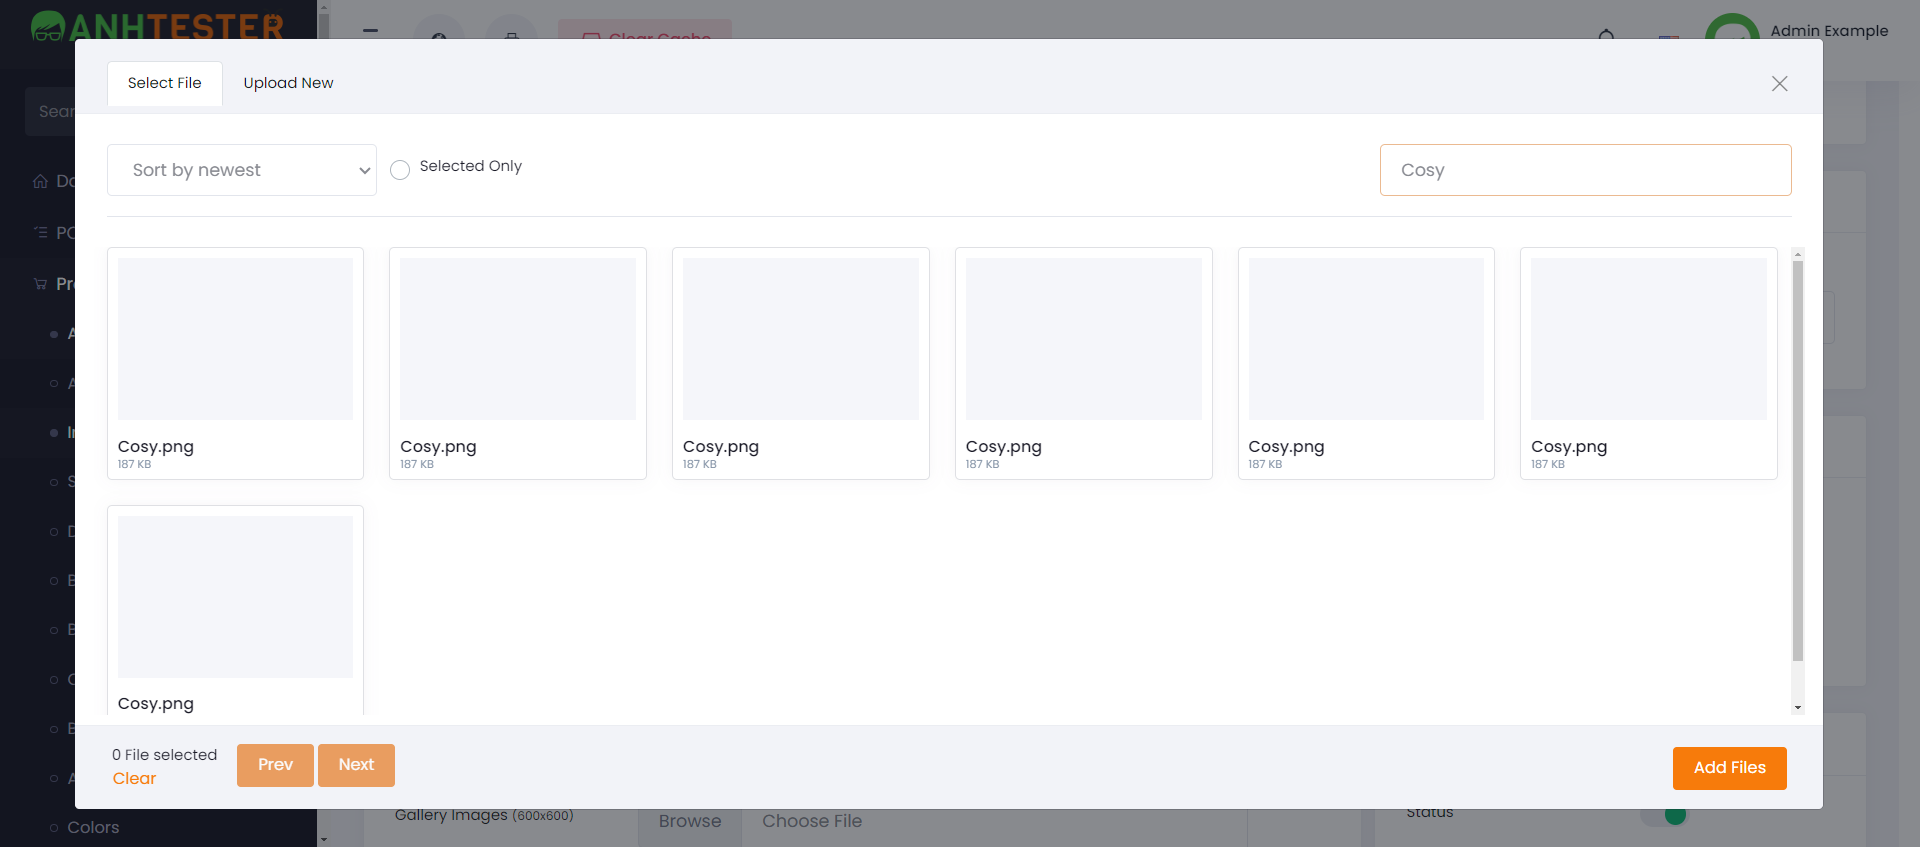 ANHTESTER
Clear Cache
Admin Example
Select File
Upload New
Sort by newest
Selected Only
Cosy
Cosy.png
187 KB
Cosy.png
187 KB
Cosy.png
187 KB
Cosy.png
187 KB
Cosy.png
187 KB
Cosy.png
187 KB
Cosy.png
0 File selected
Clear
Prev
Next
Add Files
Colors
Gallery Images (600x600)
Browse
Choose File
Status